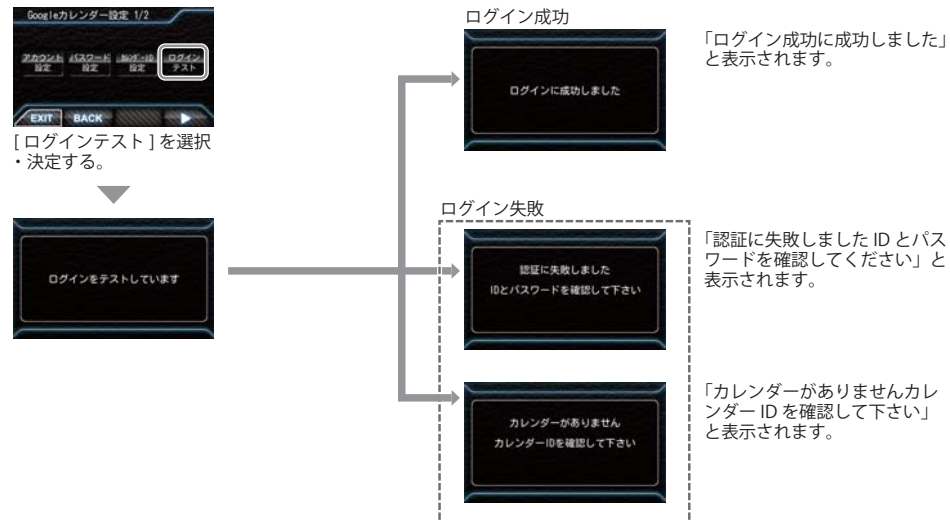 Googleカレンダー設定 1/2
アカウント設定
パスワード設定
ｶﾚﾝﾀﾞｰID設定
ログインテスト
EXIT BACK
[ ログインテスト ] を選択
・決定する。
ログインをテストしています
ログイン成功
ログインに成功しました
「ログイン成功に成功しました」
と表示されます。
ログイン失敗
認証に失敗しました
IDとパスワードを確認して下さい
「認証に失敗しました ID とパス
ワードを確認してください」と
表示されます。
カレンダーがありません
カレンダーIDを確認して下さい
「カレンダーがありませんカレ
ンダー ID を確認して下さい」
と表示されます。